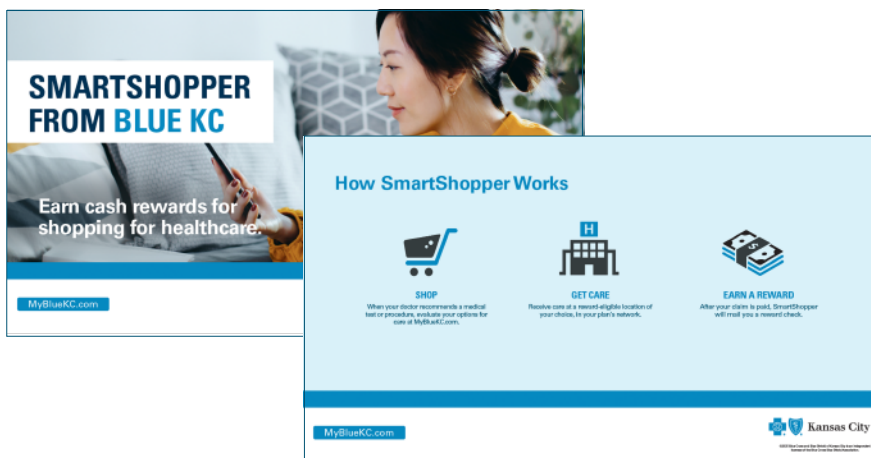 SMARTSHOPPER
FROM BLUE KC
Earn cash rewards for
shopping for healthcare.
MyBlueKC.com
How SmartShopper Works
H
SHOP
When your doctor recommends a medical
test or procedure, evaluate your options for
care at MyBlueKC.com.
GET CARE
Receive care at a reward-eligible location of
your choice, in your plan's network.
$
EARN A REWARD
After your claim is paid, SmartShopper
will mail you a reward check.
MyBlueKC.com
Kansas City